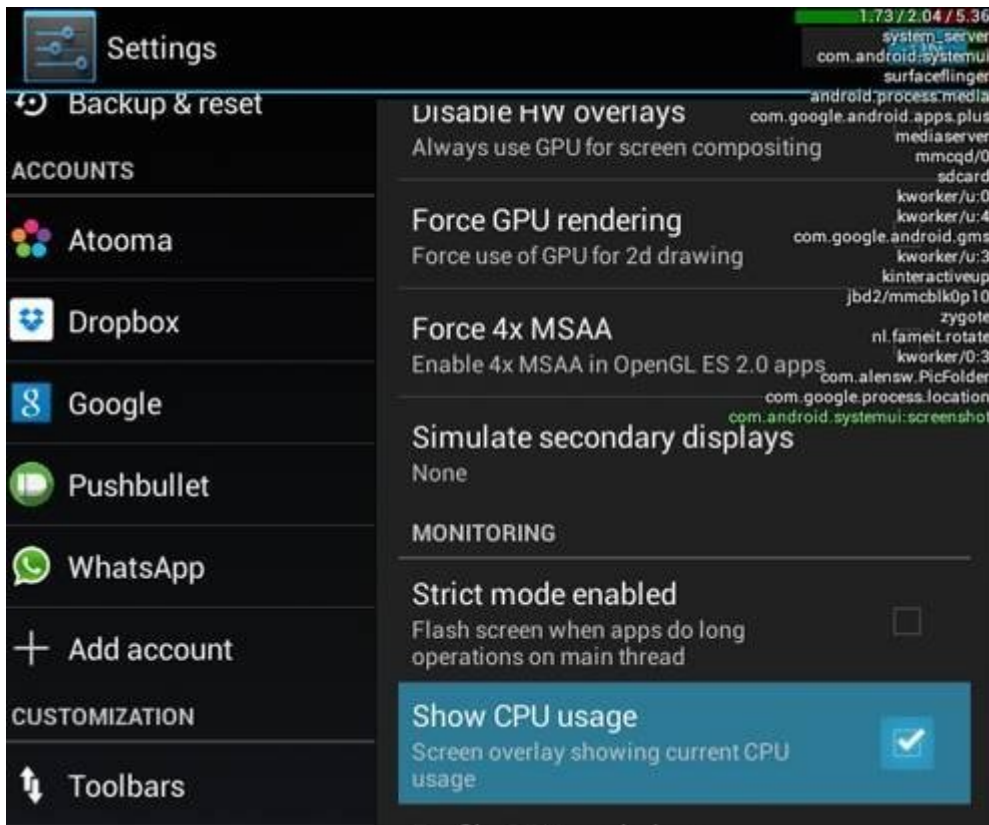 Settings
Backup & reset
ACCOUNTS
Atooma
Dropbox
8 Google
Pushbullet
WhatsApp
Add account
CUSTOMIZATION
Toolbars
Disable HW overlays
Always use GPU for screen compositing
Force GPU rendering
Force use of GPU for 2d drawing
Force 4x MSAA
Enable 4x MSAA in OpenGL ES 2.0 apps
Simulate secondary displays
None
MONITORING
Strict mode enabled
Flash screen when apps do long
operations on main thread
Show CPU usage
Screen overlay showing current CPU
usage
1.73 / 2.04 / 5.36
system_server
com.android.systemui
surfaceflinger
android.process.media
com.google.android.apps.plus
mediaserver
mmcqd/0
sdcard
kworker/u:0
kworker/u:4
com.google.android.gms
kworker/u:3
kinteractiveup
jbd2/mmcblk0p10
zygote
nl.fameit.rotate
kworker/0:3
com.alensw.PicFolder
com.google.process.location
com.android.systemui:screenshot